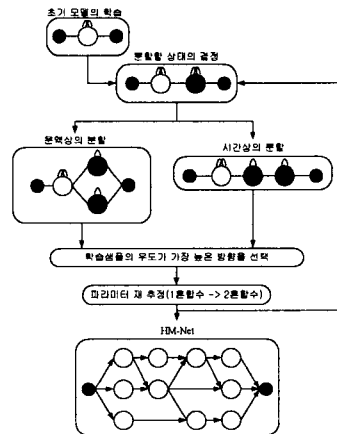 초기 모델의 학습
분할할 상태의 결정
문맥상의 분할
시간상의 분할
학습샘플의 우도가 가장 높은 방향을 선택
파라미터 재 추정(1혼합수 -> 2혼합수)
HM-Net